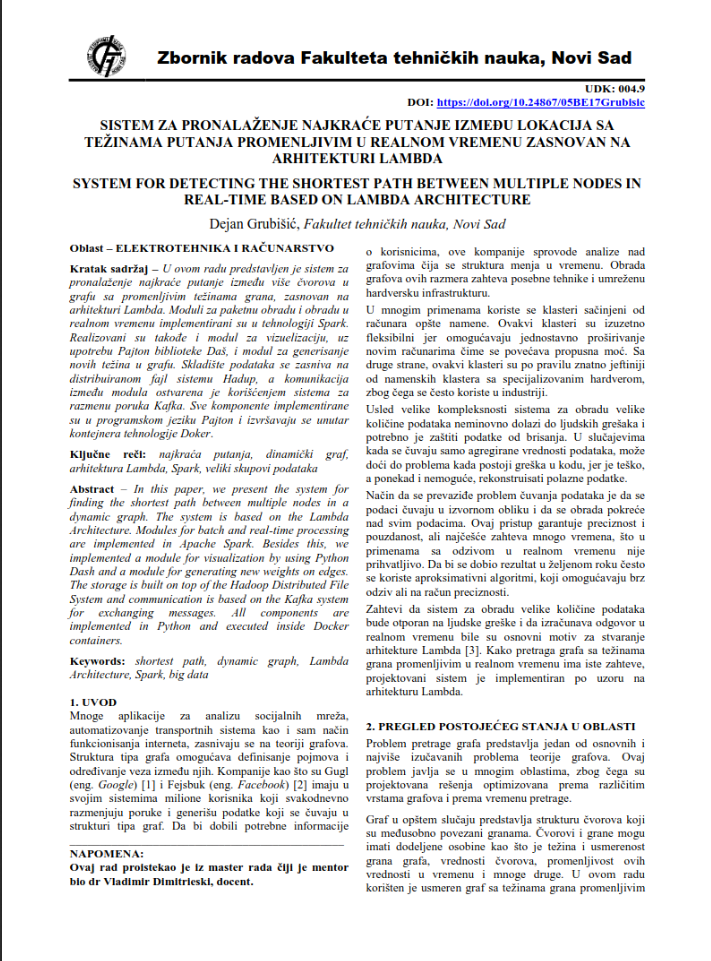 Zbornik radova Fakulteta tehničkih nauka, Novi Sad
UDK: 004.9
DOI: https://doi.org/10.24867/05BE17Grubisic
SISTEM ZA PRONALAŽENJE NAJKRAĆE PUTANJE IZMEĐU LOKACIJA SA
TEŽINAMA PUTANJA PROMENLJIVIM U REALNOM VREMENU ZASNOVAN NA
ARHITEKTURI LAMBDA
SYSTEM FOR DETECTING THE SHORTEST PATH BETWEEN MULTIPLE NODES IN
REAL-TIME BASED ON LAMBDA ARCHITECTURE
Dejan Grubišić, Fakultet tehničkih nauka, Novi Sad
Oblast – ELEKTROTEHNIKA I RAČUNARSTVO
Kratak sadržaj – U ovom radu predstavljen je sistem za
pronalaženje najkraće putanje između više čvorova u
grafu sa promenljivim težinama grana, zasnovan na
arhitekturi Lambda. Moduli za paketnu obradu i obradu u
realnom vremenu implementirani su u tehnologiji Spark.
Realizovani su takođe i modul za vizuelizaciju, uz
upotrebu Pajton biblioteke Daš, i modul za generisanje
novih težina u grafu. Skladište podataka se zasniva na
distribuiranom fajl sistemu Hadup, a komunikacija
između modula ostvarena je korišćenjem sistema za
razmenu poruka Kafka. Sve komponente implementirane
su u programskom jeziku Pajton i izvršavaju se unutar
kontejnera tehnologije Doker.
Ključne reči: najkraća putanja, dinamički graf,
arhitektura Lambda, Spark, veliki skupovi podataka
Abstract – In this paper, we present the system for
finding the shortest path between multiple nodes in a
dynamic graph. The system is based on the Lambda
Architecture. Modules for batch and real-time processing
are implemented in Apache Spark. Besides this, we
implemented a module for visualization by using Python
Dash and a module for generating new weights on edges.
The storage is built on top of the Hadoop Distributed File
System and communication is based on the Kafka system
for exchanging messages. All components are
implemented in Python and executed inside Docker
containers.
Keywords: shortest path, dynamic graph, Lambda
Architecture, Spark, big data
1. UVOD
Mnoge aplikacije za analizu socijalnih mreža,
automatizovanje transportnih sistema kao i sam način
funkcionisanja interneta, zasnivaju se na teoriji grafova.
Struktura tipa grafa omogućava definisanje pojmova i
određivanje veza između njih. Kompanije kao što su Gugl
(eng. Google) [1] i Fejsbuk (eng. Facebook) [2] imaju u
svojim sistemima milione korisnika koji svakodnevno
razmenjuju poruke i generišu podatke koji se čuvaju u
strukturi tipa graf. Da bi dobili potrebne informacije
NAPOMENA:
Ovaj rad proistekao je iz master rada čiji je mentor
bio dr Vladimir Dimitrieski, docent.
o korisnicima, ove kompanije sprovode analize nad
grafovima čija se struktura menja u vremenu. Obrada
grafova ovih razmera zahteva posebne tehnike i umreženu
hardversku infrastrukturu.
U mnogim primenama koriste se klasteri sačinjeni od
računara opšte namene. Ovakvi klasteri su izuzetno
fleksibilni jer omogućavaju jednostavno proširivanje
novim računarima čime se povećava propusna moć. Sa
druge strane, ovakvi klasteri su po pravilu znatno jeftiniji
od namenskih klastera sa specijalizovanim hardverom,
zbog čega se često koriste u industriji.
Usled velike kompleksnosti sistema za obradu velike
količine podataka neminovno dolazi do ljudskih grešaka i
potrebno je zaštiti podatke od brisanja. U slučajevima
kada se čuvaju samo agregirane vrednosti podataka, može
doći do problema kada postoji greška u kodu, jer je teško,
a ponekad i nemoguće, rekonstruisati polazne podatke.
Način da se prevaziđe problem čuvanja podataka je da se
podaci čuvaju u izvornom obliku i da se obrada pokreće
nad svim podacima. Ovaj pristup garantuje preciznost i
pouzdanost, ali najčešće zahteva mnogo vremena, što u
primenama sa odzivom u realnom vremenu nije
prihvatljivo. Da bi se dobio rezultat u željenom roku često
se koriste aproksimativni algoritmi, koji omogućavaju brz
odziv ali na račun preciznosti.
Zahtevi da sistem za obradu velike količine podataka
bude otporan na ljudske greške i da izračunava odgovor u
realnom vremenu bile su osnovni motiv za stvaranje
arhitekture Lambda [3]. Kako pretraga grafa sa težinama
grana promenljivim u realnom vremenu ima iste zahteve,
projektovani sistem je implementiran po uzoru na
arhitekturu Lambda.
2. PREGLED POSTOJEĆEG STANJA U OBLASTI
Problem pretrage grafa predstavlja jedan od osnovnih i
najviše izučavanih problema teorije grafova. Ovaj
problem javlja se u mnogim oblastima, zbog čega su
projektovana rešenja optimizovana prema različitim
vrstama grafova i prema vremenu pretrage.
Graf u opštem slučaju predstavlja strukturu čvorova koji
su međusobno povezani granama. Čvorovi i grane mogu
imati dodeljene osobine kao što je težina i usmerenost
grana grafa, vrednosti čvorova, promenljivost ovih
vrednosti u vremenu i mnoge druge. U ovom radu
korišten je usmeren graf sa težinama grana promenljivim